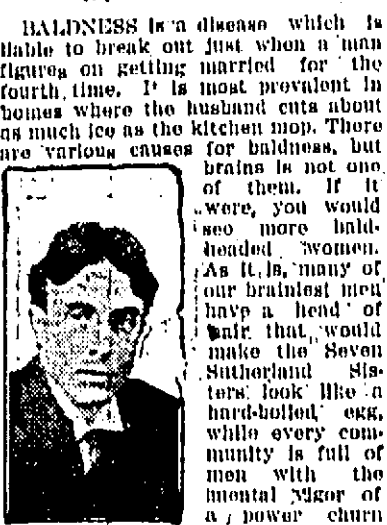 BALDNESS is a disease which is
liable to break out just when a man
figures on getting married for the
fourth time. It is most prevalent in
homes where the husband cuts about
as much ice as the kitchen mop. There
are various causes for baldness, but
brains is not one
of them. If it
were, you would
see more bald-
headed women.
As it is, many of
our brainiest men
have a head of
hair that would
make the Seven
Sutherland Sis-
ters look like a
hard-boiled egg,
while every com-
munity is full of
men with the
mental vigor of
a power churn